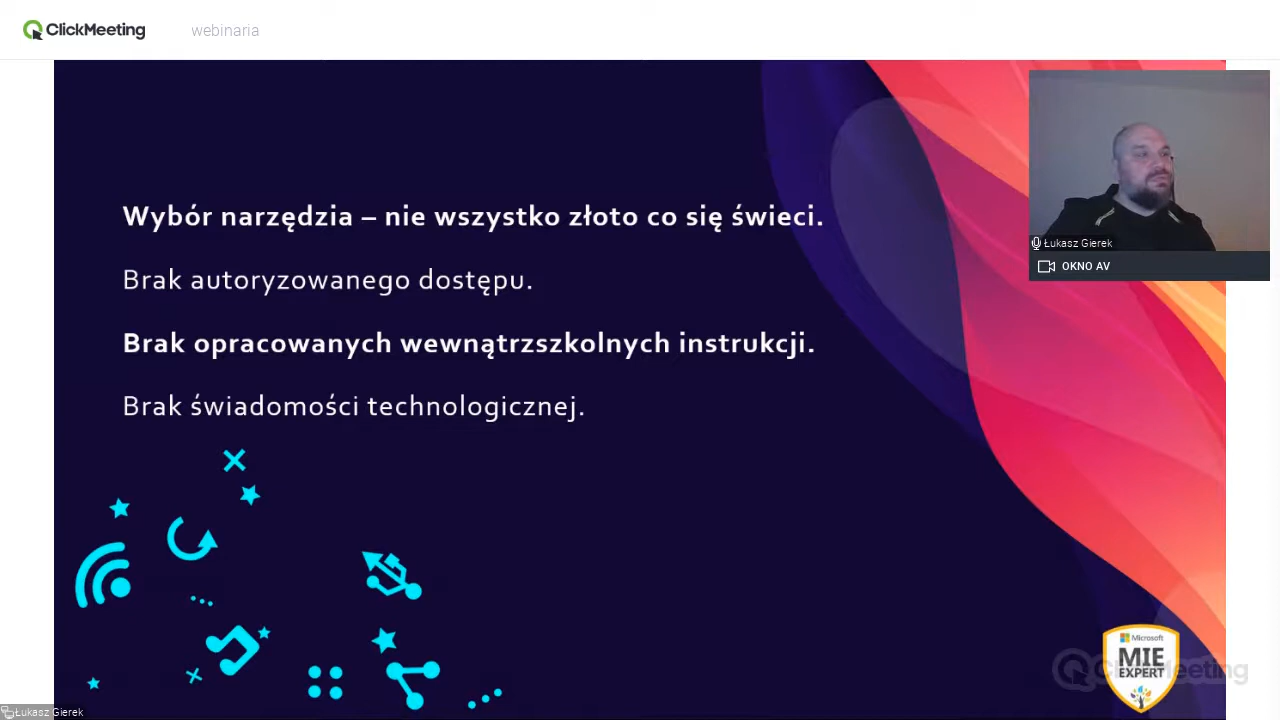 ClickMeeting webinaria
Wybór narzędzia – nie wszystko złoto co się świeci.
Brak autoryzowanego dostępu.
Brak opracowanych wewnątrzszkolnych instrukcji.
Brak świadomości technologicznej.
Łukasz Gierek
OKNO AV
Microsoft
MIE
EXPERT
ClickMeeting
Łukasz Gierek